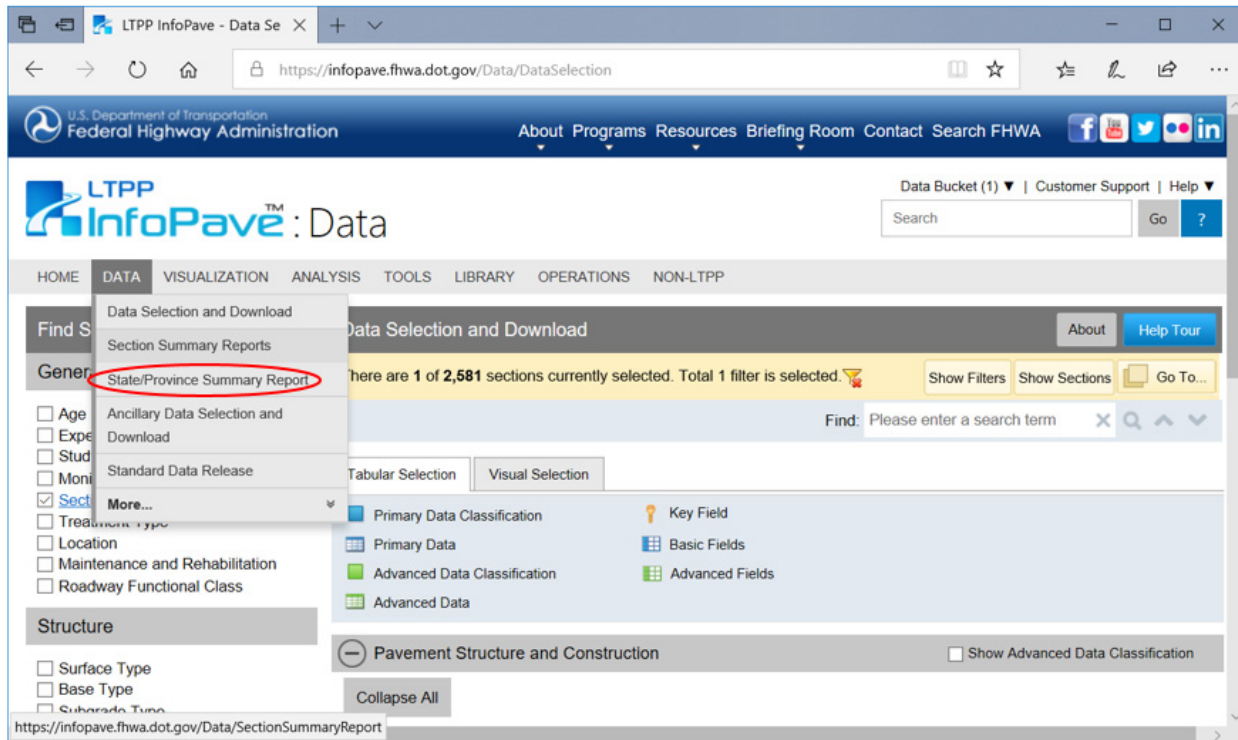 LTPP InfoPave - Data Se
https://infopave.fhwa.dot.gov/Data/DataSelection
U.S. Department of Transportation
Federal Highway Administration
About Programs Resources Briefing Room Contact Search FHWA
f You Tube in
LTPP
InfoPave™: Data
Data Bucket (1) ▼ | Customer Support | Help ▼
Search Go ?
HOME DATA VISUALIZATION ANALYSIS TOOLS LIBRARY OPERATIONS NON-LTPP
Data Selection and Download
Section Summary Reports
State/Province Summary Report
Ancillary Data Selection and
Download
Standard Data Release
More...
Find S
Gener
Age
Expe
Stud
Moni
Sect
Treatment Type
Location
Maintenance and Rehabilitation
Roadway Functional Class
Structure
Surface Type
Base Type
Subgrade Type
Data Selection and Download
About Help Tour
There are 1 of 2,581 sections currently selected. Total 1 filter is selected.
Show Filters Show Sections Go To...
Find: Please enter a search term
Tabular Selection Visual Selection
Primary Data Classification
Primary Data
Advanced Data Classification
Advanced Data
Key Field
Basic Fields
Advanced Fields
Pavement Structure and Construction
Show Advanced Data Classification
Collapse All
https://infopave.fhwa.dot.gov/Data/SectionSummaryReport